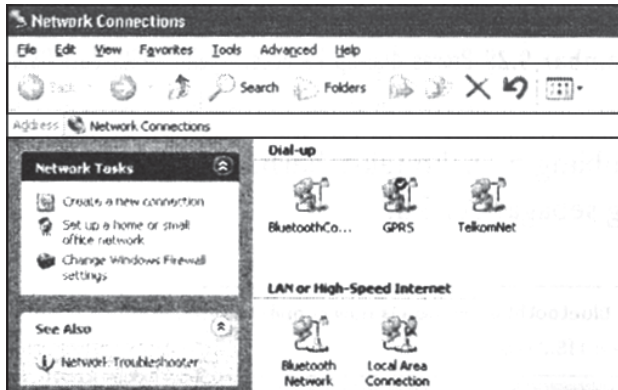 Network Connections
File Edit View Favorites Tools Advanced Help
Back Search Folders
Address Network Connections
Network Tasks
Create a new connection
Set up a home or small
office network
Change Windows Firewall
settings
See Also
Network Troubleshooter
Dial-up
BluetoothCo... GPRS TelkomNet
LAN or High-Speed Internet
Bluetooth
Network
Local Area
Connection